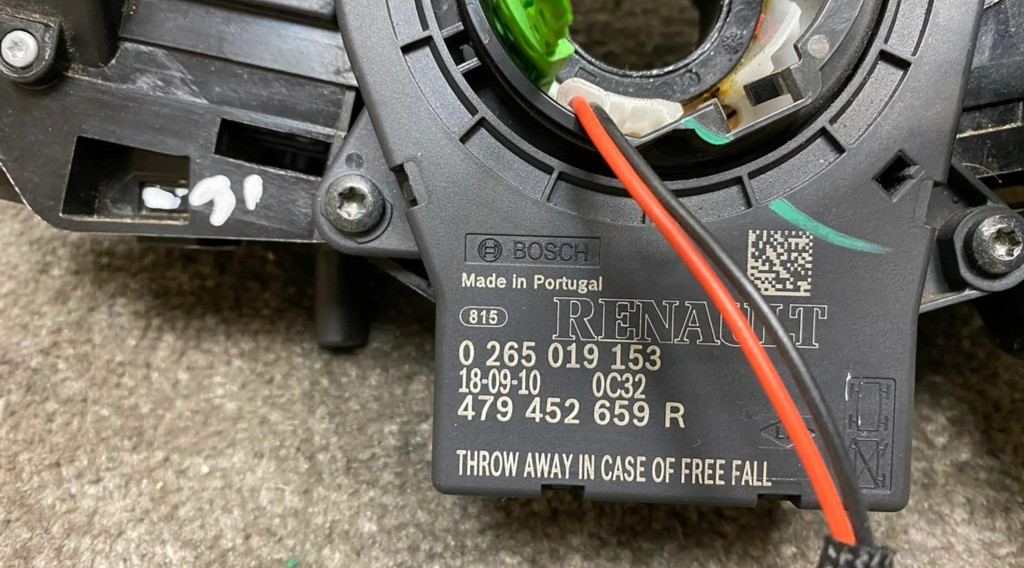 BOSCH
Made in Portugal
815
RENAULT
0 265 019 153
18-09-10 0C32
479 452 659 R
THROW AWAY IN CASE OF FREE FALL